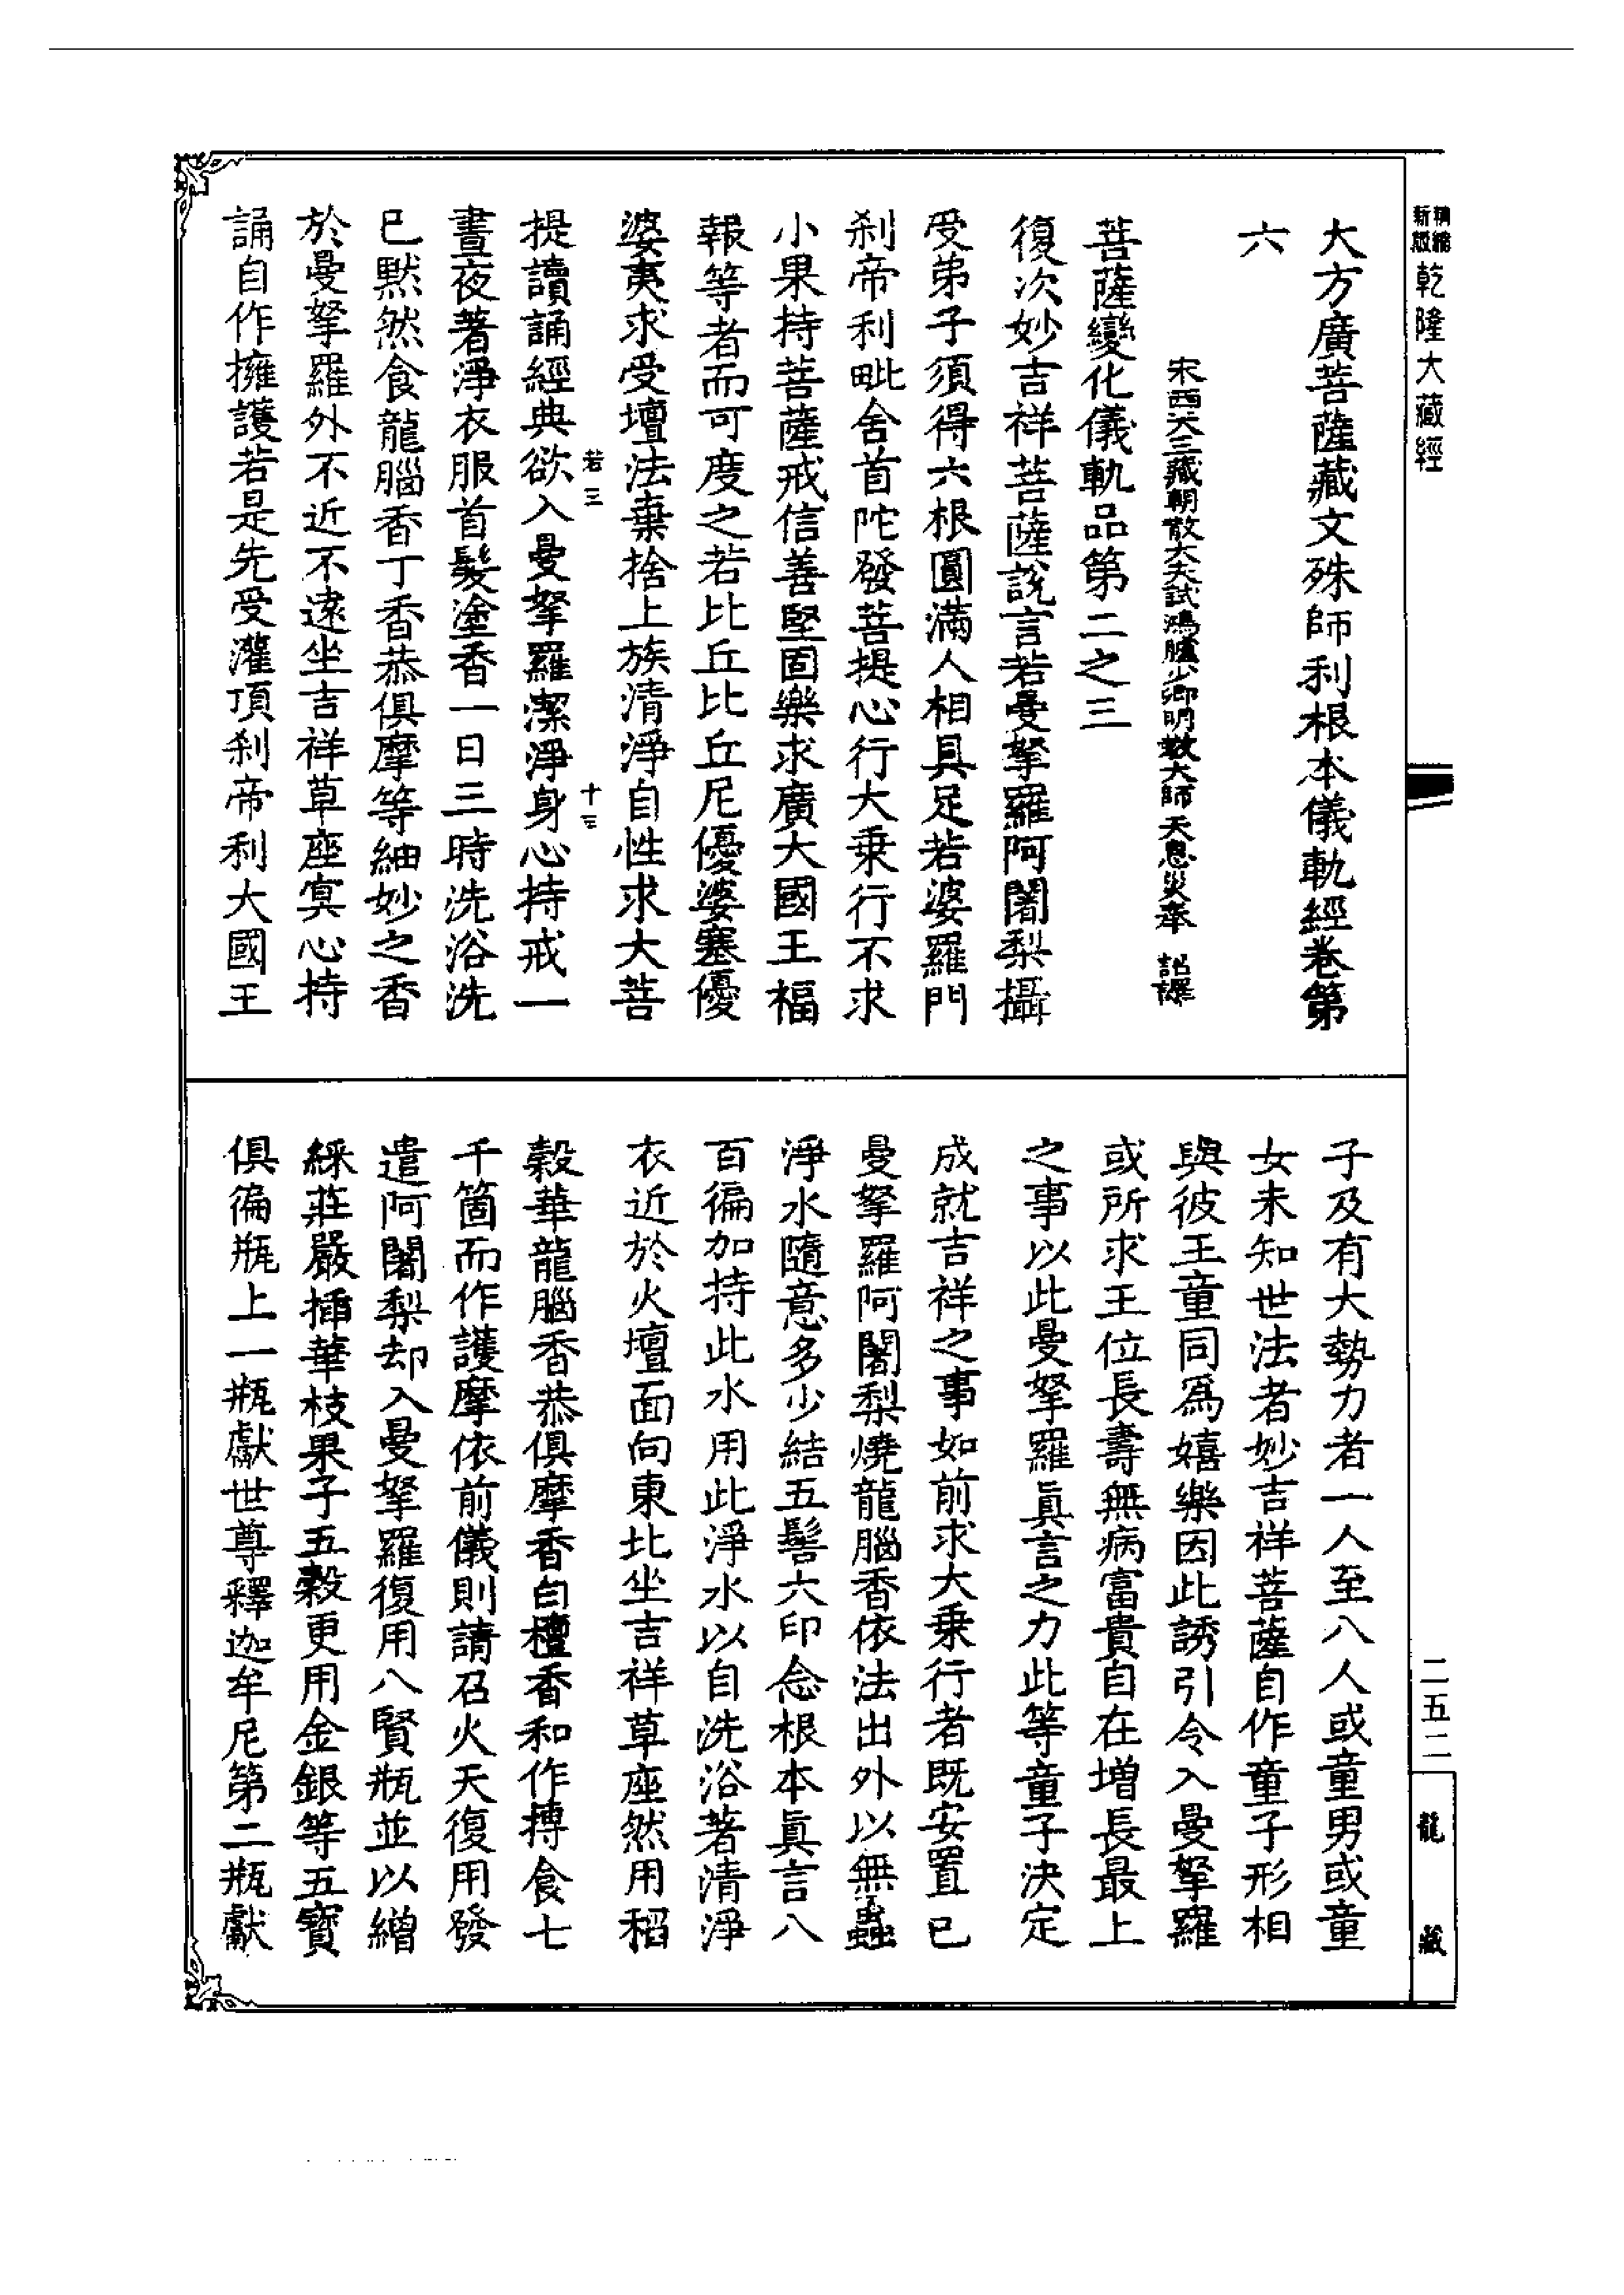 精縮
新版
乾隆大藏經
大方廣菩薩藏文殊師利根本儀軌經卷第
六
宋西天三藏朝散大夫試鴻臚少卿明教大師天息災奉 詔譯
菩薩變化儀軌品第二之三
復次妙吉祥菩薩說言若曼拏羅阿闍梨攝
受弟子須得六根圓滿人相具足若婆羅門
剎帝利毗舍首陀發菩提心行大乗行不求
小果持菩薩戒信善堅固樂求廣大國王福
報等者而可度之若比丘比丘尼優婆塞優
婆夷求受壇法棄捨上族清淨自性求大菩
若三
十三
提讀誦經典欲入曼拏羅潔淨身心持戒一
晝夜著淨衣服首髮塗香一日三時洗浴洗
已默然食龍腦香丁香恭俱摩等細妙之香
於曼拏羅外不近不遠坐吉祥草座寘心持
誦自作擁護若是先受灌頂剎帝利大國王
子及有大勢力者一人至八人或童男或童
女未知世法者妙吉祥菩薩自作童子形相
與彼王童同爲嬉樂因此誘引令入曼拏羅
或所求王位長壽無病富貴自在增長最上
之事以此曼拏羅眞言之力此等童子決定
成就吉祥之事如前求大乗行者既安置已
曼拏羅阿闍梨燒龍腦香依法出外以無蟲
淨水隨意多少結五髻六印念根本眞言八
百徧加持此水用此淨水以自洗浴著清淨
衣近於火壇面向東北坐吉祥草座然用稻
穀華龍腦香恭俱摩香白檀香和作摶食七
千箇而作護摩依前儀則請召火天復用發
遣阿闍梨却入曼拏羅復用八賢瓶並以繒
綵莊嚴揷華枝果子五穀更用金銀等五寶
俱徧瓶上一瓶獻世尊釋迦牟尼第二瓶獻
二五二
龍藏